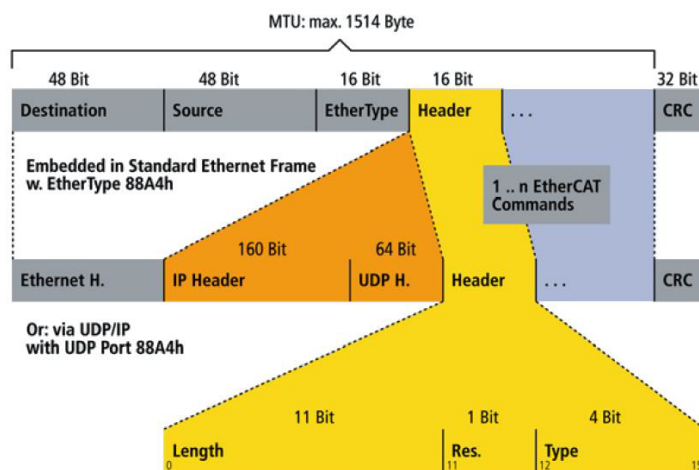 MTU: max. 1514 Byte
48 Bit 48 Bit 16 Bit 16 Bit 32 Bit
Destination Source EtherType Header ... CRC
Embedded in Standard Ethernet Frame
w. EtherType 88A4h
1 .. n EtherCAT
Commands
160 Bit 64 Bit
Ethernet H. IP Header UDP H. Header ... CRC
Or: via UDP/IP
with UDP Port 88A4h
11 Bit 1 Bit 4 Bit
Length Res. Type
0 11 12